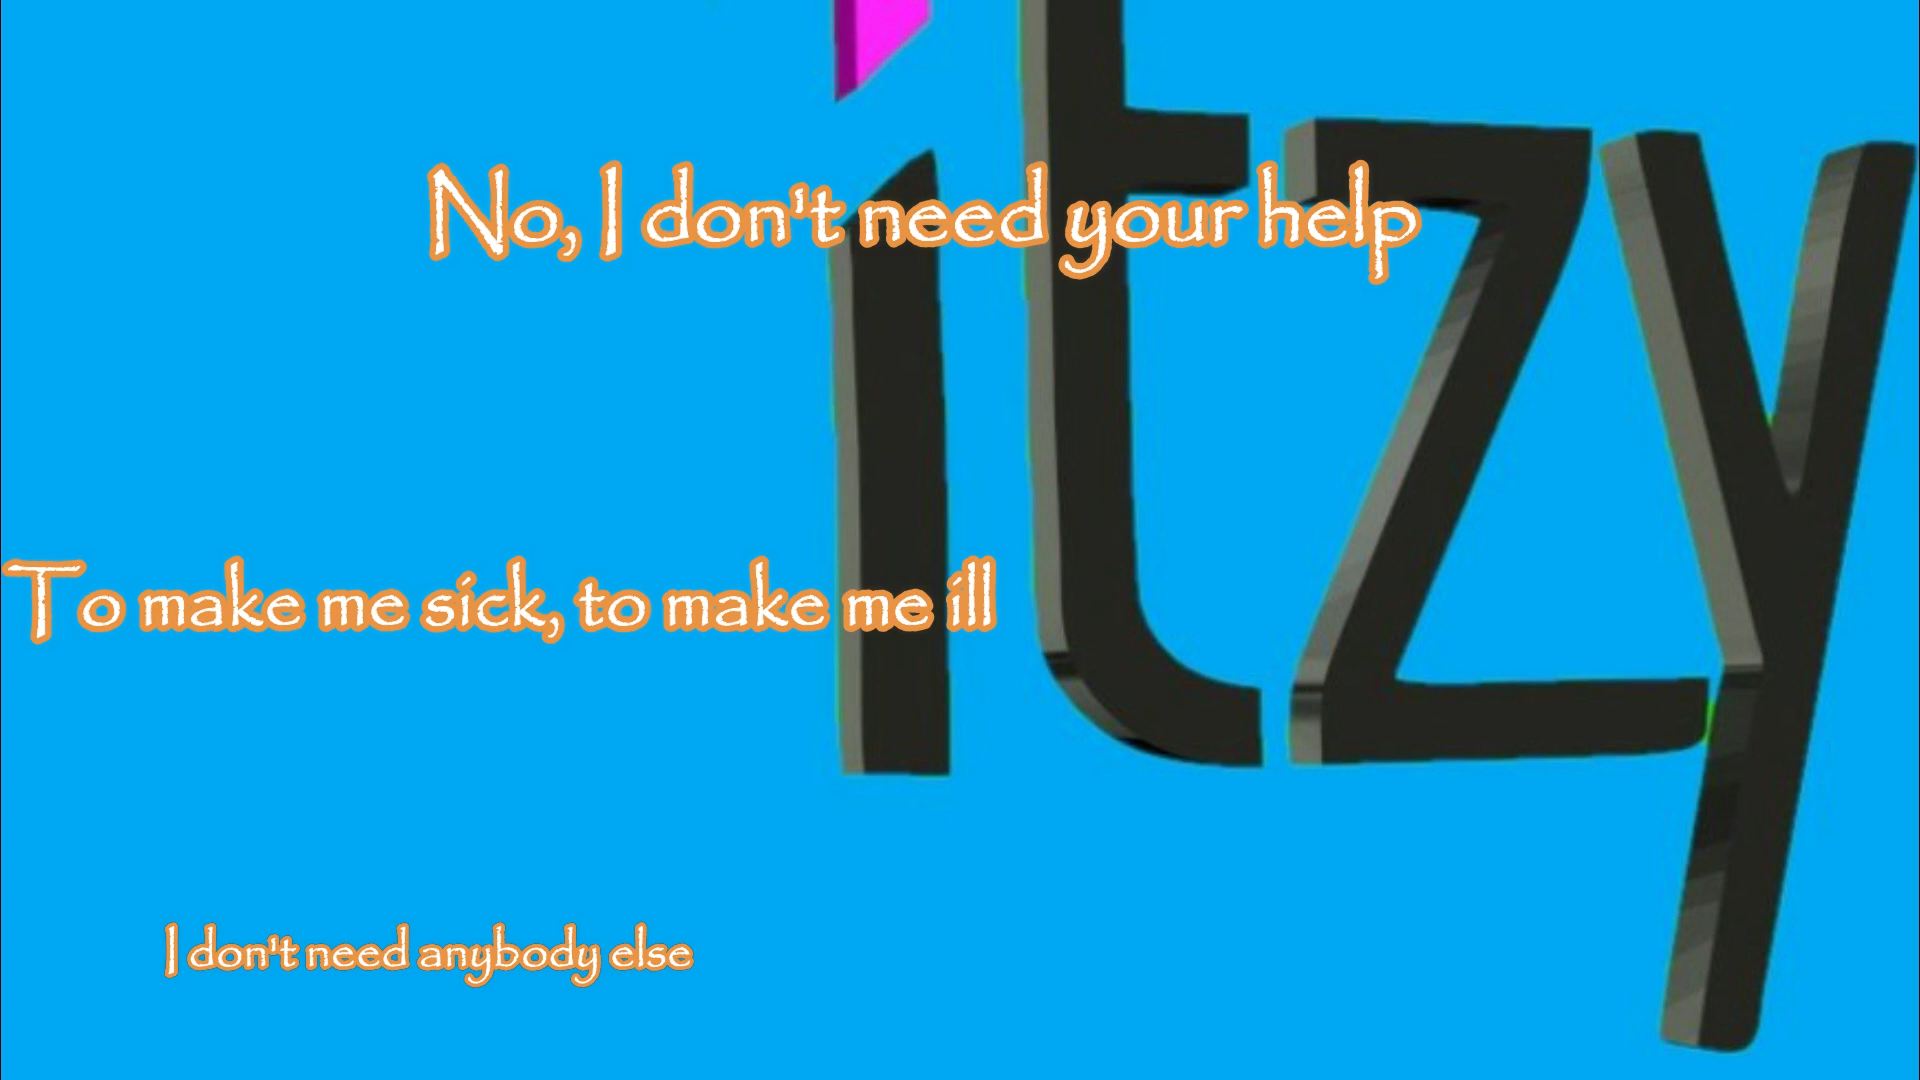 itzy
No, I don't need your help
To make me sick, to make me ill
I don't need anybody else